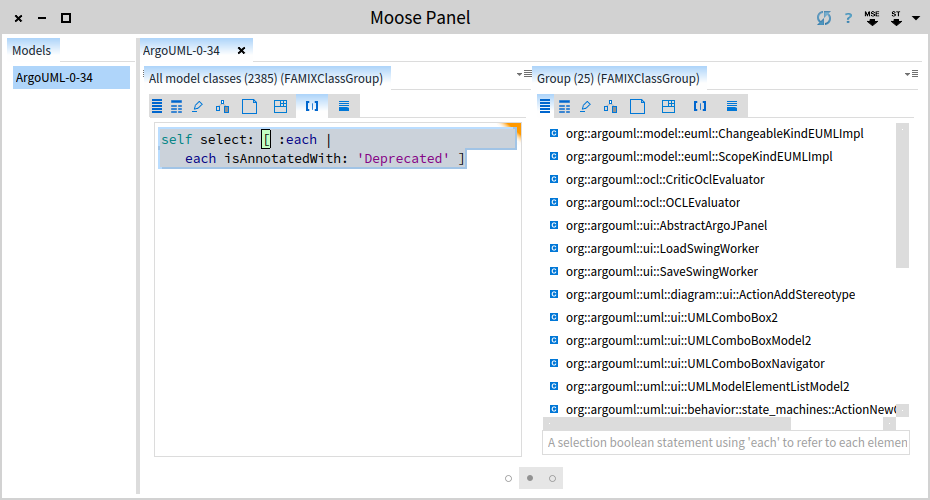 Moose Panel
?
MSE
ST
Models
ArgoUML-0-34
ArgoUML-0-34
All model classes (2385) (FAMIXClassGroup)
self select: [ :each |
each isAnnotatedWith: 'Deprecated' ]
Group (25) (FAMIXClassGroup)
org::argouml::model::euml::ChangeableKindEUMLImpl
org::argouml::model::euml::ScopeKindEUMLImpl
org::argouml::ocl::CriticOclEvaluator
org::argouml::ocl::OCLEvaluator
org::argouml::ui::AbstractArgoJPanel
org::argouml::ui::LoadSwingWorker
org::argouml::ui::SaveSwingWorker
org::argouml::uml::diagram::ui::ActionAddStereotype
org::argouml::uml::ui::UMLComboBox2
org::argouml::uml::ui::UMLComboBoxModel2
org::argouml::uml::ui::UMLComboBoxNavigator
org::argouml::uml::ui::UMLModelElementListModel2
org::argouml::uml::ui::behavior::state_machines::ActionNew
A selection boolean statement using 'each' to refer to each elemen